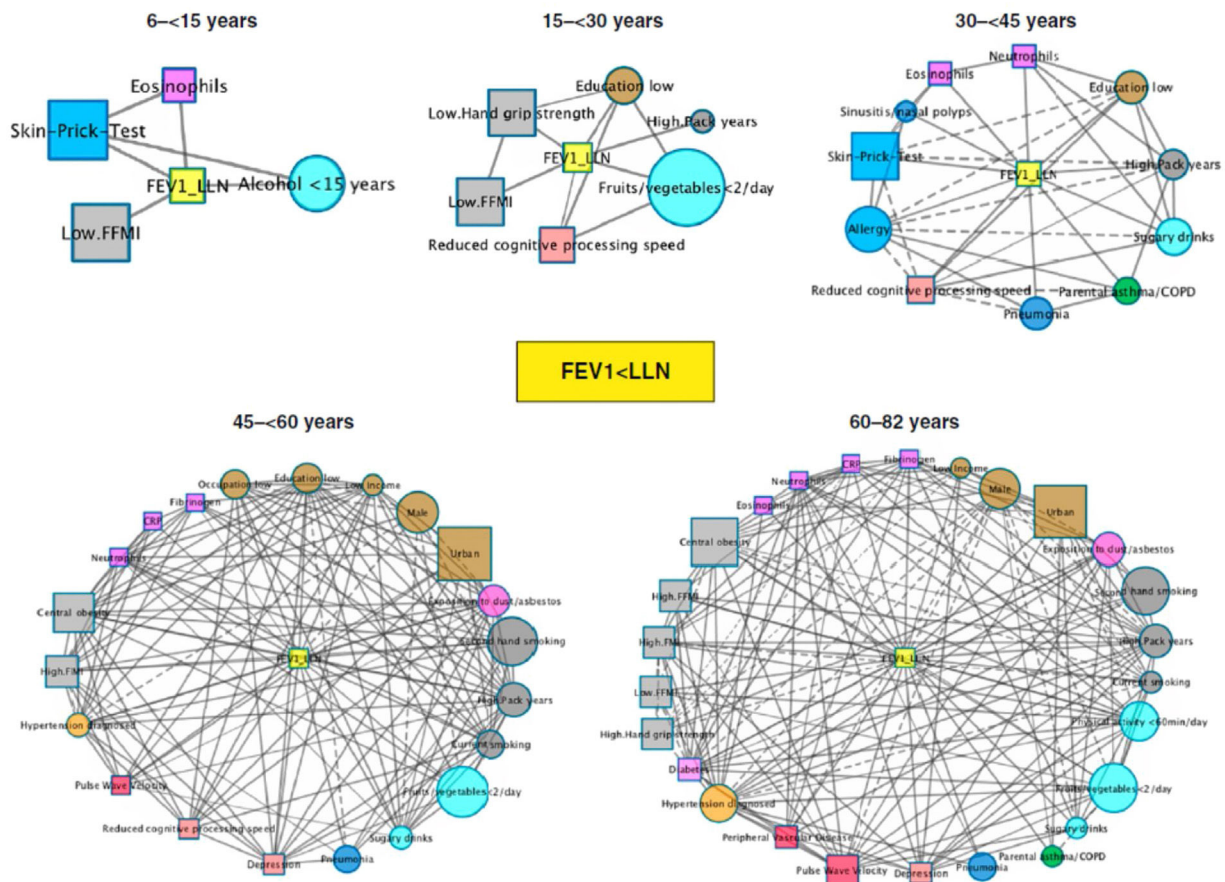 6–<15 years
Eosinophils
Skin-Prick-Test
FEV1_LLN
Alcohol <15 years
Low.FFMI
15–<30 years
Education low
Low.Hand grip strength
High.Pack years
FEV1_LLN
Fruits/vegetables<2/day
Low.FFMI
Reduced cognitive processing speed
30–<45 years
Neutrophils
Eosinophils
Education low
Sinusitis/nasal polyps
Skin-Prick-Test
High.Pack years
FEV1_LLN
Allergy
Sugary drinks
Reduced cognitive processing speed
Parental asthma/COPD
Pneumonia
FEV1<LLN
45–<60 years
Education low
Occupation low
Low Income
Fibrinogen
Male
CRP
Urban
Neutrophils
Exposition to dust/asbestos
Central obesity
Second hand smoking
FEV1_LLN
High.FMI
High.Pack years
Hypertension diagnosed
Current smoking
Pulse Wave Velocity
Fruits/vegetables<2/day
Reduced cognitive processing speed
Sugary drinks
Depression
Pneumonia
60–82 years
Fibrinogen
CRP
Low Income
Neutrophils
Male
Eosinophils
Urban
Central obesity
Exposition to dust/asbestos
High.FFMI
Second hand smoking
High.FMI
High.Pack years
FEV1_LLN
Low.FFMI
Current smoking
Physical activity <60min/day
High.Hand grip strength
Diabetes
Fruits/vegetables<2/day
Hypertension diagnosed
Sugary drinks
Peripheral Vascular Disease
Parental asthma/COPD
Pulse Wave Velocity
Depression
Pneumonia